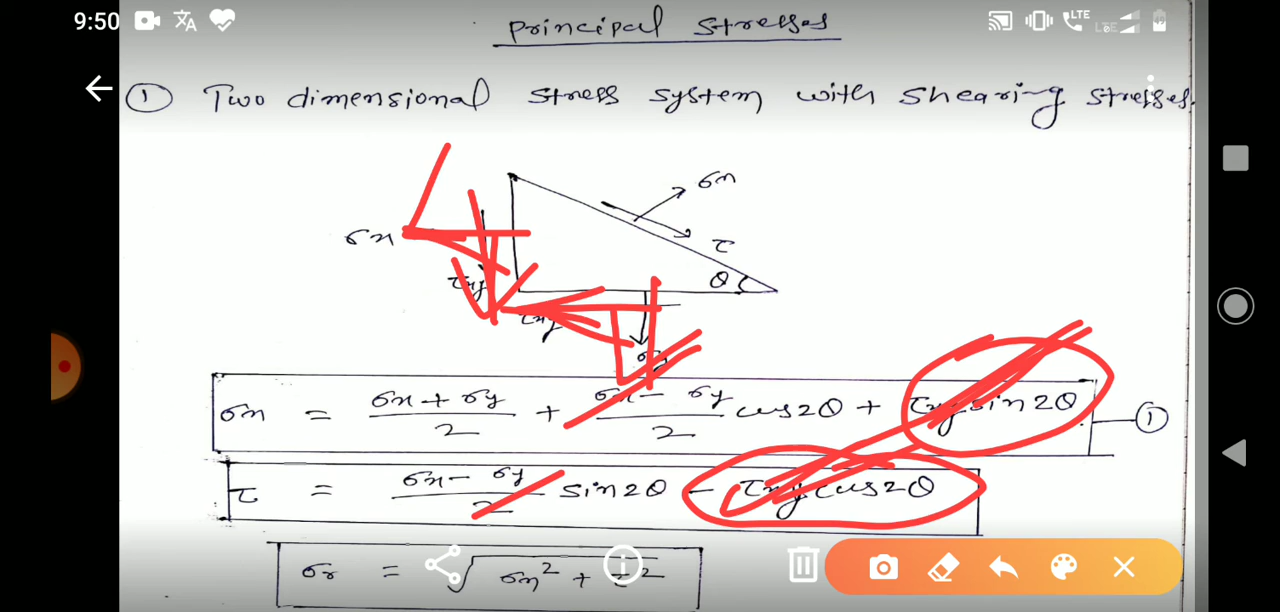 9:50
LTE
Principal Stresses
① Two dimensional stress system with shearing stresses.
σn
σx
τ
τxy
θ
τxy
σy
σn = σx + σy / 2 + σx - σy / 2 cos2θ + τxy sin2θ ①
τ = σx - σy / 2 sin2θ - τxy cos2θ
σr = √ σn² + τ²